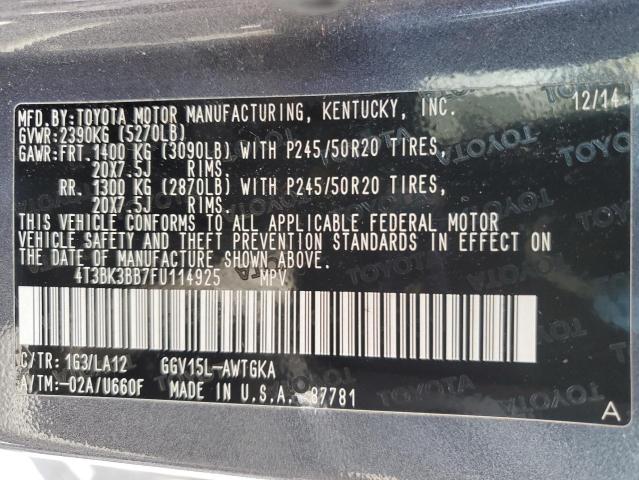 MFD.BY:TOYOTA MOTOR MANUFACTURING, KENTUCKY, INC. 12/14
GVWR:2390KG (5270LB)
GAWR:FRT.1400 KG (3090LB) WITH P245/50R20 TIRES,
20X7.5J RIMS.
RR. 1300 KG (2870LB) WITH P245/50R20 TIRES,
20X7.5J RIMS.
THIS VEHICLE CONFORMS TO ALL APPLICABLE FEDERAL MOTOR
VEHICLE SAFETY AND THEFT PREVENTION STANDARDS IN EFFECT ON
THE DATE OF MANUFACTURE SHOWN ABOVE.
4T3BK3BB7FU114925 MPV
C/TR: 1G3/LA12 GGV15L-AWTGKA
A/TM:-02A/U660F MADE IN U.S.A. 87781
A